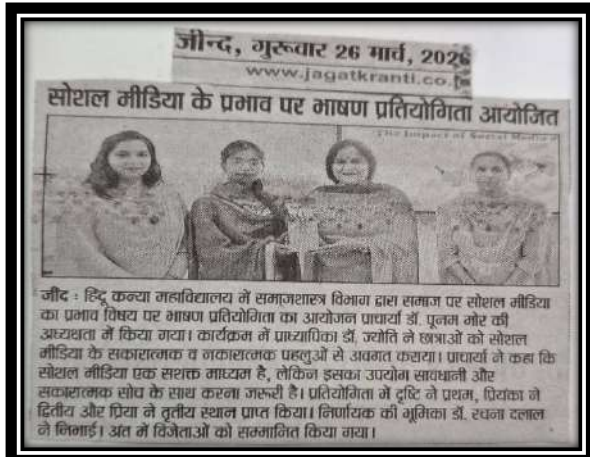 जीन्द, गुरूवार 26 मार्च, 2026
www.jagatkranti.co.
सोशल मीडिया के प्रभाव पर भाषण प्रतियोगिता आयोजित
The Impact of Social Media
जींद : हिंदू कन्या महाविद्यालय में समाजशास्त्र विभाग द्वारा समाज पर सोशल मीडिया
का प्रभाव विषय पर भाषण प्रतियोगिता का आयोजन प्राचार्या डॉ. पूनम मोर की
अध्यक्षता में किया गया। कार्यक्रम में प्राध्यापिका डॉ. ज्योति ने छात्राओं को सोशल
मीडिया के सकारात्मक व नकारात्मक पहलुओं से अवगत कराया। प्राचार्या ने कहा कि
सोशल मीडिया एक सशक्त माध्यम है, लेकिन इसका उपयोग सावधानी और
सकारात्मक सोच के साथ करना जरूरी है। प्रतियोगिता में दृष्टि ने प्रथम, प्रियंका ने
द्वितीय और प्रिया ने तृतीय स्थान प्राप्त किया। निर्णायक की भूमिका डॉ. रचना दलाल
ने निभाई। अंत में विजेताओं को सम्मानित किया गया।